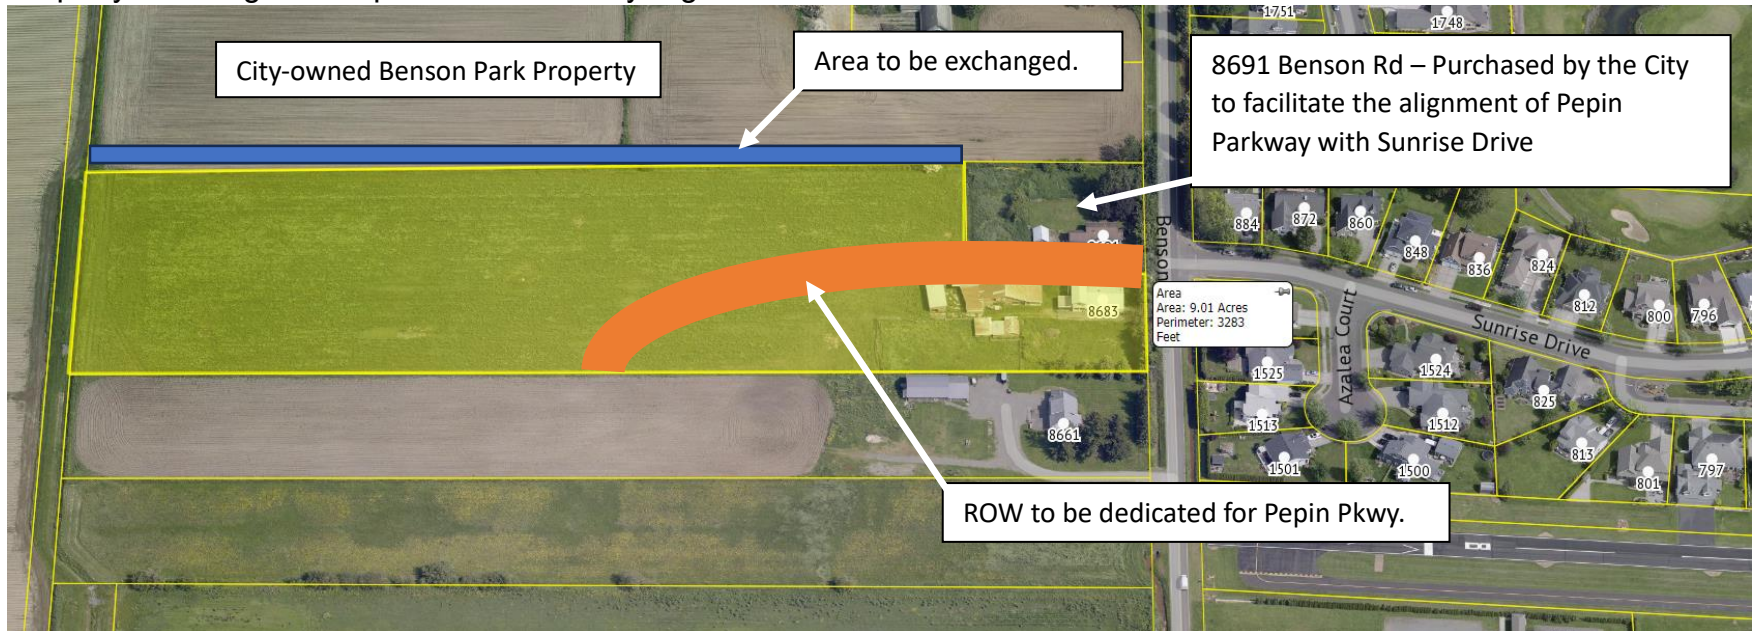 1751
1748
City-owned Benson Park Property
Area to be exchanged.
8691 Benson Rd – Purchased by the City
to facilitate the alignment of Pepin
Parkway with Sunrise Drive
884
872
860
848
836
824
812
800
796
Benson
Area
Area: 9.01 Acres
Perimeter: 3283
Feet
8683
Azalea Court
Sunrise Drive
1525
1524
825
1513
1512
8661
813
1501
1500
801
797
ROW to be dedicated for Pepin Pkwy.